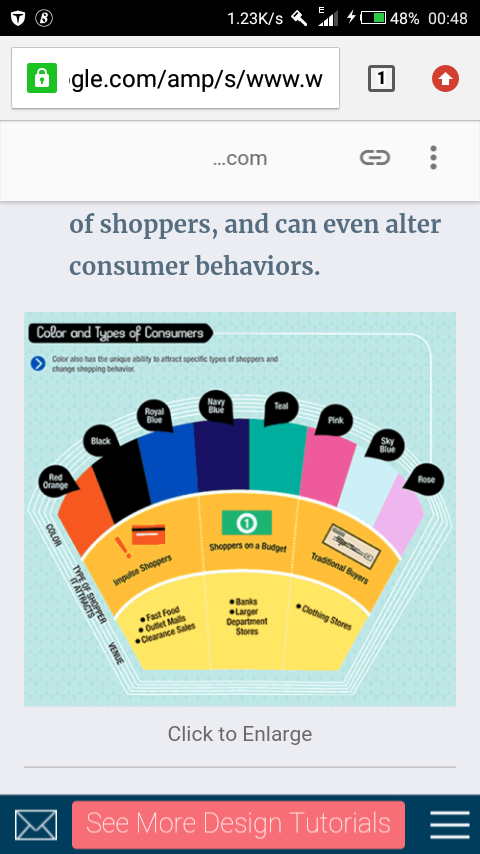 1.23K/s
E
48%
00:48
gle.com/amp/s/www.w
1
...com
of shoppers, and can even alter
consumer behaviors.
Color and Types of Consumers
Color also has the unique ability to attract specific types of shoppers and
change shopping behavior.
Red
Orange
Black
Royal
Blue
Navy
Blue
Teal
Pink
Sky
Blue
Rose
COLOR
Impulse Shoppers
1
Shoppers on a Budget
Traditional Buyers
TYPE OF SHOPPER
IT ATTRACTS
• Fast Food
• Outlet Malls
• Clearance Sales
• Banks
• Larger
Department
Stores
• Clothing Stores
VENUE
Click to Enlarge
See More Design Tutorials